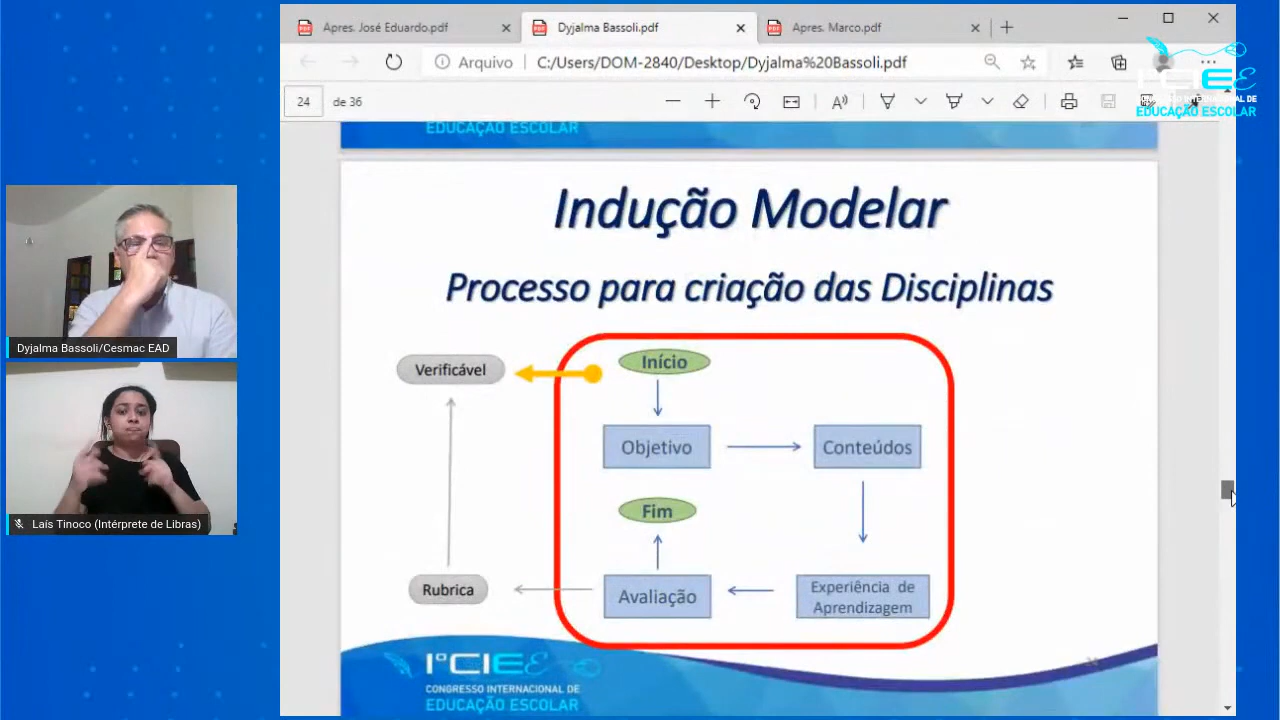 Apres. José Eduardo.pdf
Dyjalma Bassoli.pdf
Apres. Marco.pdf
Arquivo
C:/Users/DOM-2840/Desktop/Dyjalma%20Bassoli.pdf
24
de 36
EDUCAÇÃO ESCOLAR
EDUCAÇÃO ESCOLAR
Indução Modelar
Processo para criação das Disciplinas
Verificável
Início
Objetivo
Conteúdos
Fim
Rubrica
Avaliação
Experiência de
Aprendizagem
Dyjalma Bassoli/Cesmac EAD
Laís Tinoco (Intérprete de Libras)
1ºCIEE
CONGRESSO INTERNACIONAL DE
EDUCAÇÃO ESCOLAR